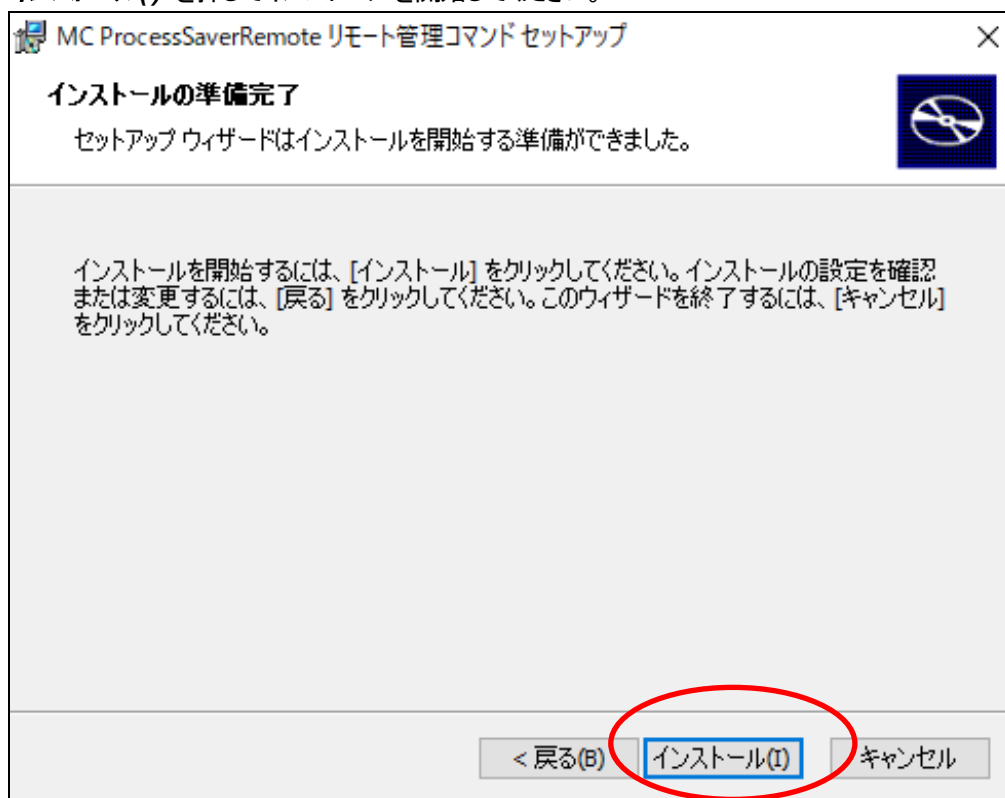 MC ProcessSaverRemote リモート管理コマンド セットアップ
インストールの準備完了
セットアップ ウィザードはインストールを開始する準備ができました。
インストールを開始するには、[インストール] をクリックしてください。インストールの設定を確認
または変更するには、[戻る] をクリックしてください。このウィザードを終了するには、[キャンセル]
をクリックしてください。
< 戻る(B) インストール(I) キャンセル